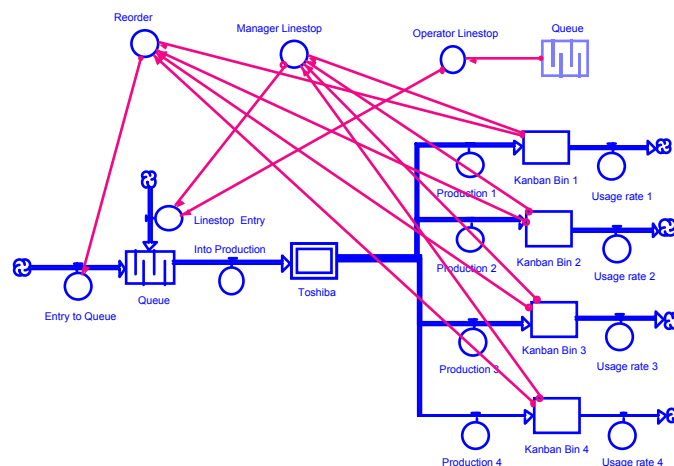 Reorder
Manager Linestop
Operator Linestop
Queue
Production 1
Kanban Bin 1
Usage rate 1
Linestop  Entry
Into Production
Production 2
Kanban Bin 2
Usage rate 2
Queue
Toshiba
Entry to Queue
Production 3
Kanban Bin 3
Usage rate 3
Production 4
Kanban Bin 4
Usage rate 4